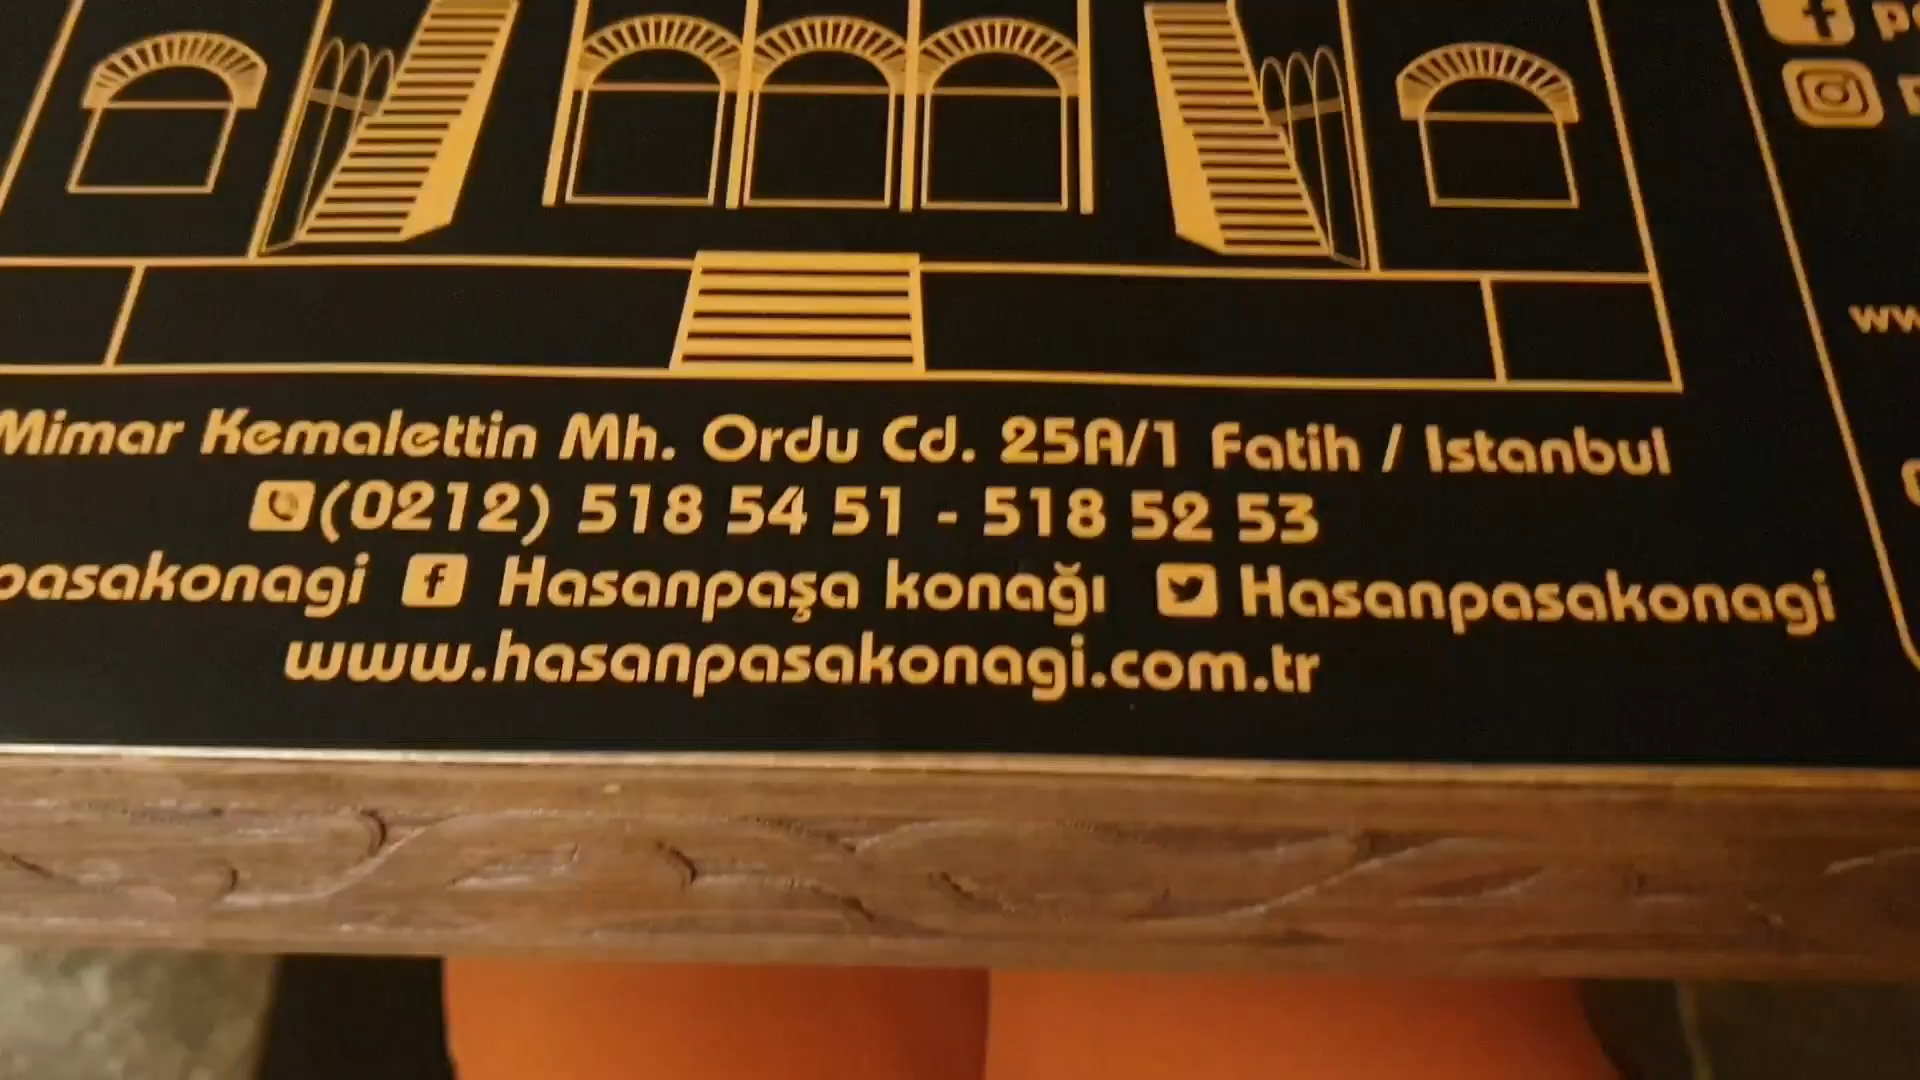 Mimar Kemalettin Mh. Ordu Cd. 25A/1 Fatih / Istanbul
(0212) 518 54 51 - 518 52 53
pasakonagi Hasanpaşa konağı Hasanpasakonagi
www.hasanpasakonagi.com.tr